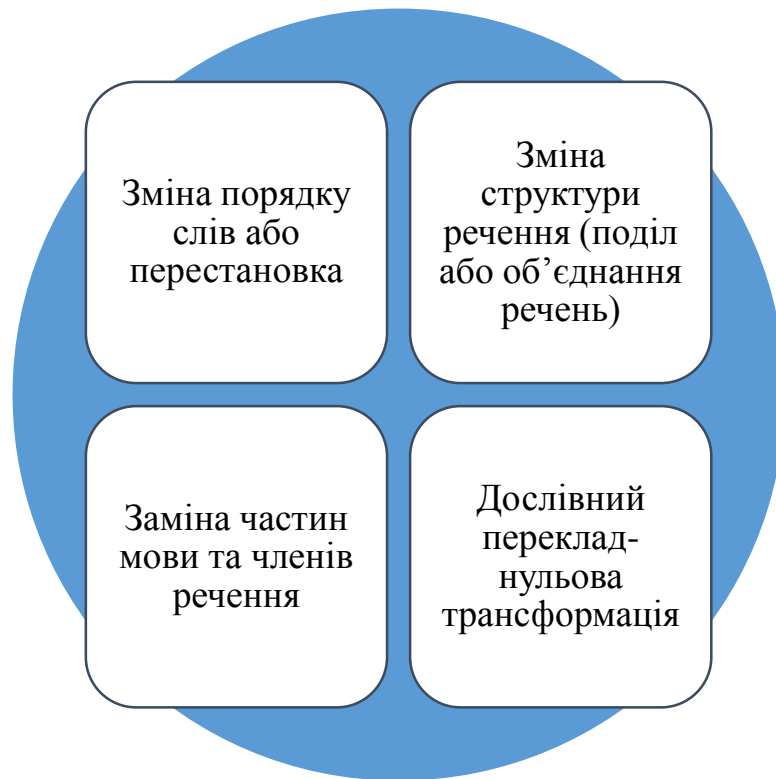 Зміна порядку
слів або
перестановка
Зміна
структури
речення (поділ
або об’єднання
речень)
Заміна частин
мови та членів
речення
Дослівний
переклад-
нульова
трансформація